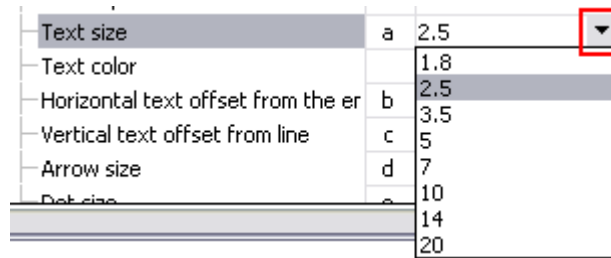 Text size a 2.5
1.8
Text color
2.5
Horizontal text offset from the er b
3.5
Vertical text offset from line c
5
Arrow size d
7
10
14
20